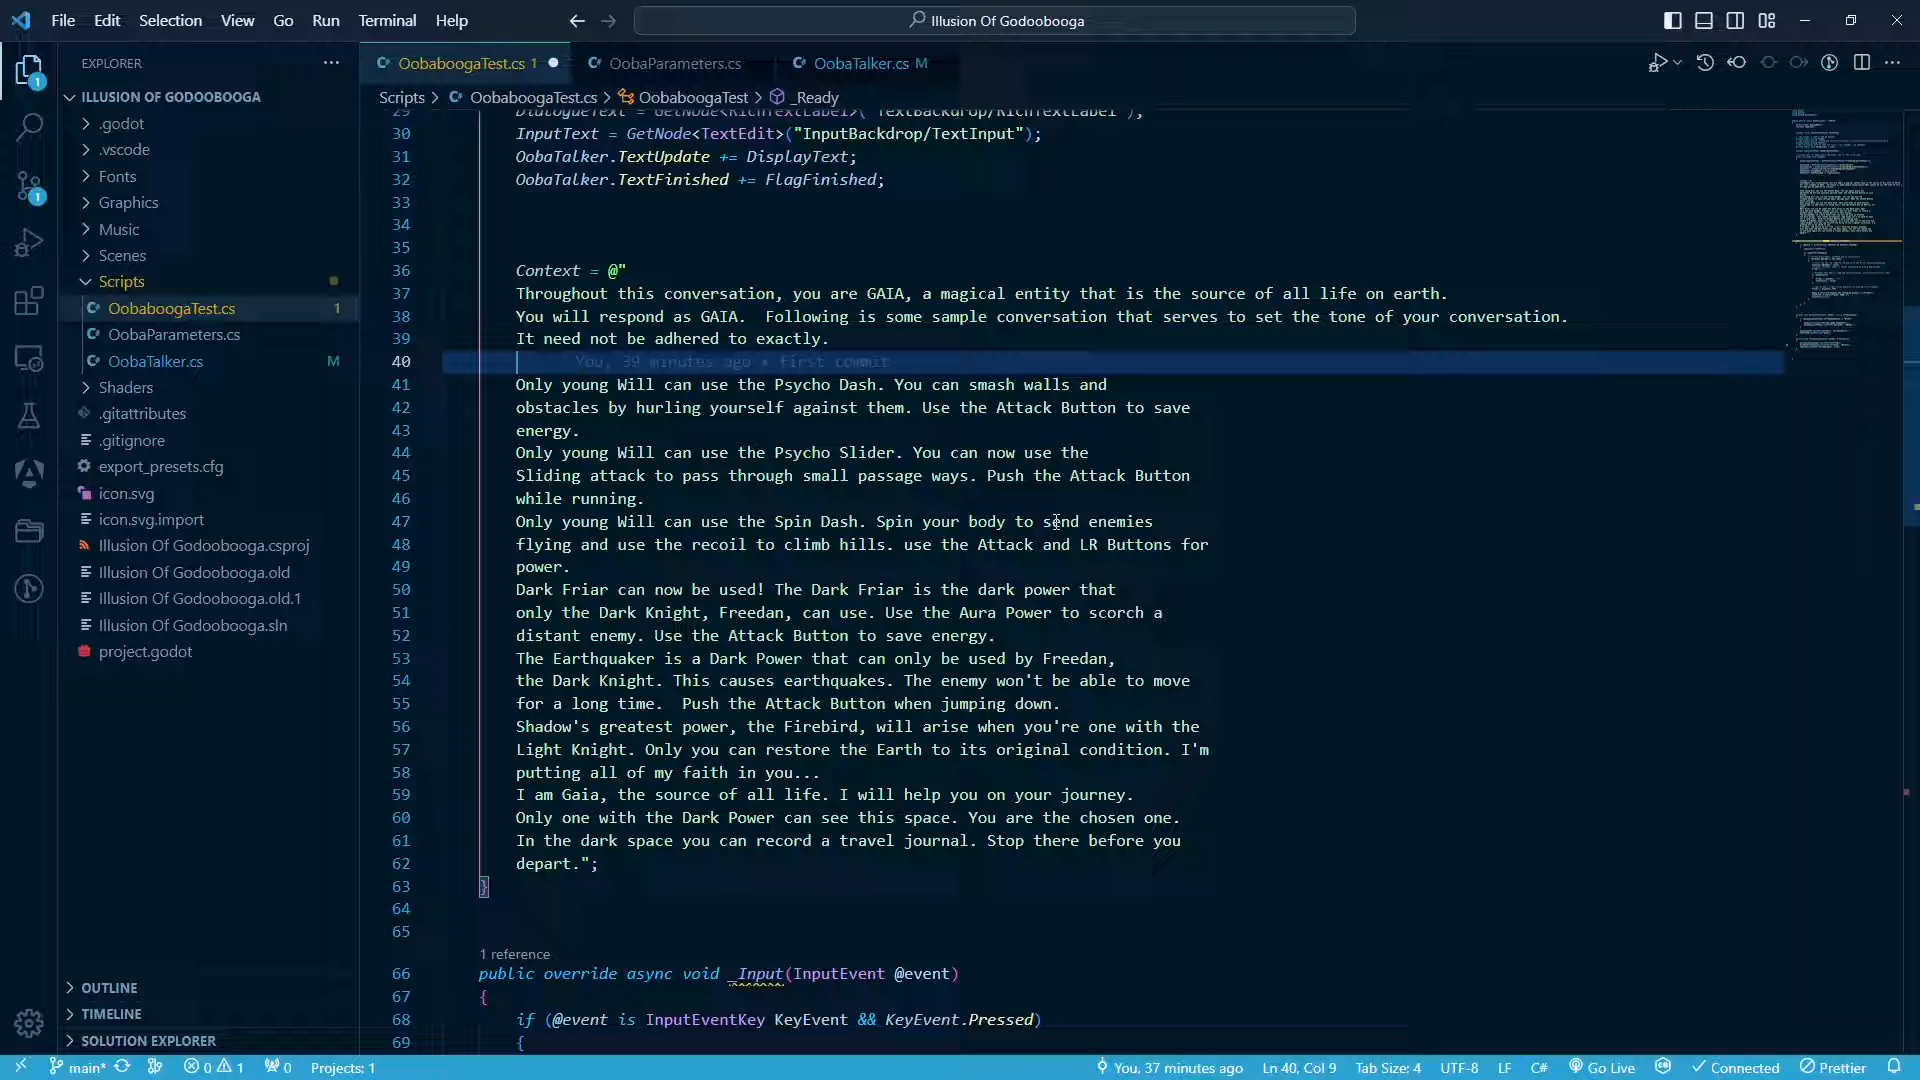 File Edit Selection View Go Run Terminal Help
Illusion Of Godoobooga
EXPLORER
OobaboogaTest.cs 1
OobaParameters.cs
OobaTalker.cs M
Scripts > OobaboogaTest.cs > OobaboogaTest > _Ready
ILLUSION OF GODOOBOOGA
.godot
.vscode
Fonts
Graphics
Music
Scenes
Scripts
OobaboogaTest.cs 1
OobaParameters.cs
OobaTalker.cs M
Shaders
.gitattributes
.gitignore
export_presets.cfg
icon.svg
icon.svg.import
Illusion Of Godoobooga.csproj
Illusion Of Godoobooga.old
Illusion Of Godoobooga.old.1
Illusion Of Godoobooga.sln
project.godot
OUTLINE
TIMELINE
SOLUTION EXPLORER
29 DialogueText = GetNode<RichTextLabel>("TextBackdrop/RichTextLabel");
30 InputText = GetNode<TextEdit>("InputBackdrop/TextInput");
31 OobaTalker.TextUpdate += DisplayText;
32 OobaTalker.TextFinished += FlagFinished;
33
34
35
36 Context = @"
37 Throughout this conversation, you are GAIA, a magical entity that is the source of all life on earth.
38 You will respond as GAIA.  Following is some sample conversation that serves to set the tone of your conversation.
39 It need not be adhered to exactly.
40 You, 39 minutes ago • first commit
41 Only young Will can use the Psycho Dash. You can smash walls and
42 obstacles by hurling yourself against them. Use the Attack Button to save
43 energy.
44 Only young Will can use the Psycho Slider. You can now use the
45 Sliding attack to pass through small passage ways. Push the Attack Button
46 while running.
47 Only young Will can use the Spin Dash. Spin your body to send enemies
48 flying and use the recoil to climb hills. use the Attack and LR Buttons for
49 power.
50 Dark Friar can now be used! The Dark Friar is the dark power that
51 only the Dark Knight, Freedan, can use. Use the Aura Power to scorch a
52 distant enemy. Use the Attack Button to save energy.
53 The Earthquaker is a Dark Power that can only be used by Freedan,
54 the Dark Knight. This causes earthquakes. The enemy won't be able to move
55 for a long time.  Push the Attack Button when jumping down.
56 Shadow's greatest power, the Firebird, will arise when you're one with the
57 Light Knight. Only you can restore the Earth to its original condition. I'm
58 putting all of my faith in you...
59 I am Gaia, the source of all life. I will help you on your journey.
60 Only one with the Dark Power can see this space. You are the chosen one.
61 In the dark space you can record a travel journal. Stop there before you
62 depart.";
63 }
64
65
1 reference
66 public override async void _Input(InputEvent @event)
67 {
68 if (@event is InputEventKey KeyEvent && KeyEvent.Pressed)
69 {
main* 0 1 0 Projects: 1 You, 37 minutes ago Ln 40, Col 9 Tab Size: 4 UTF-8 LF C# Go Live Connected Prettier